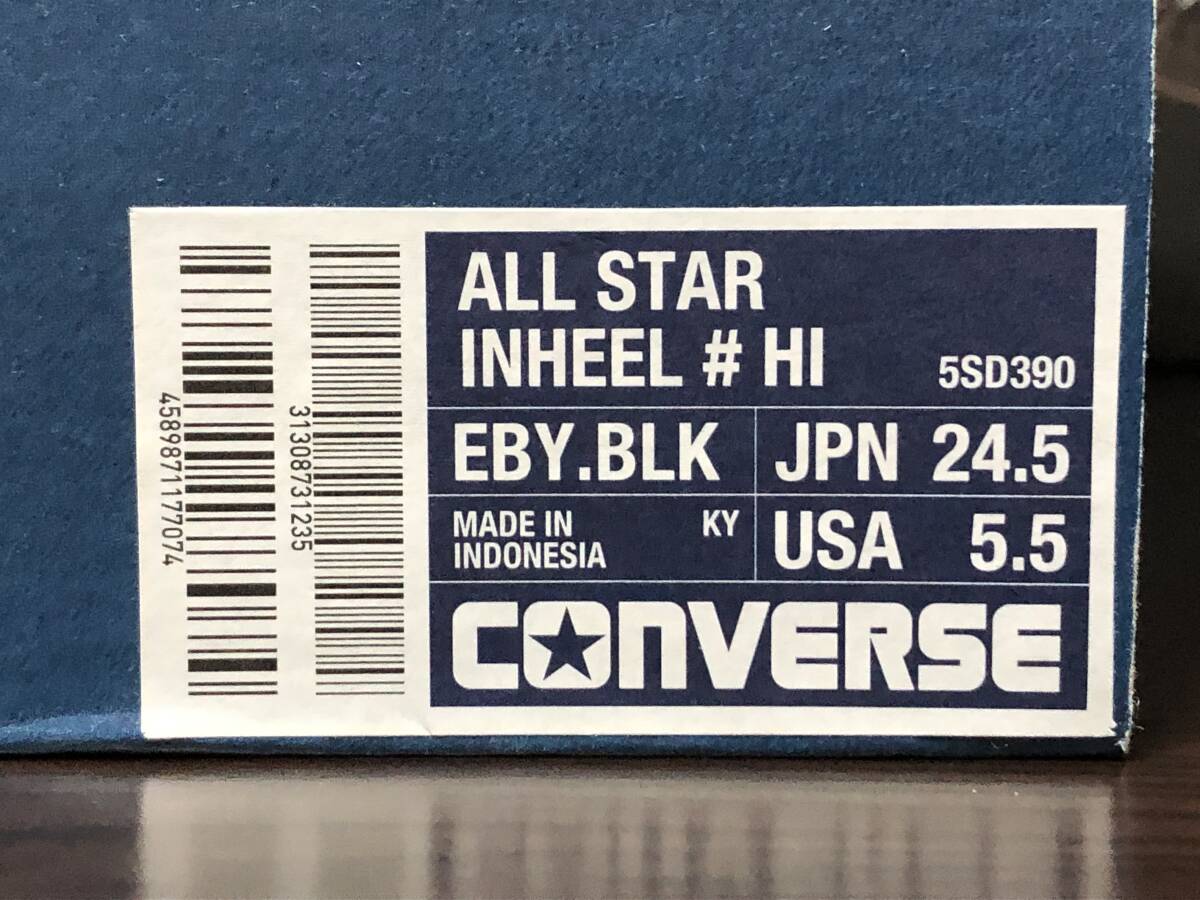 4589871177074
31308731235
ALL STAR
INHEEL # HI
5SD390
EBY.BLK
JPN 24.5
MADE IN
INDONESIA
KY
USA 5.5
CONVERSE